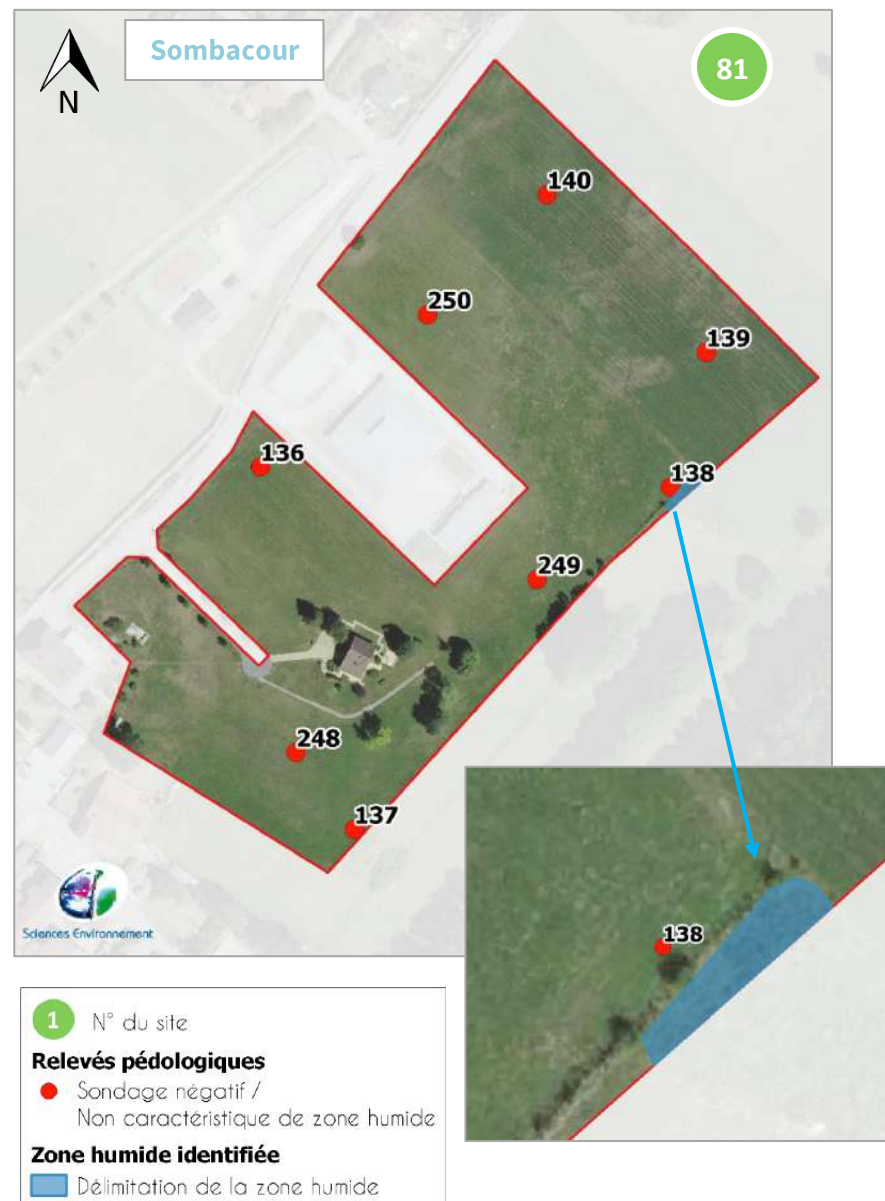 Sombacour
81
N
140
250
139
136
138
249
248
137
Sciences Environnement
138
1 N° du site
Relevés pédologiques
Sondage négatif /
Non caractéristique de zone humide
Zone humide identifiée
Délimitation de la zone humide